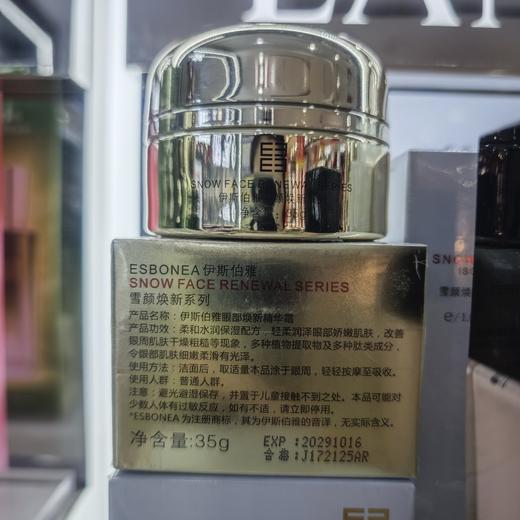 SNOW FACE RENEWAL SERIES
ESBONEA 伊斯伯雅
SNOW FACE RENEWAL SERIES
雪颜焕新系列
产品名称：伊斯伯雅眼部焕新精华霜
产品功效：柔和水润保湿配方，轻柔润泽眼部娇嫩肌肤，改善
眼周肌肤干燥粗糙等现象，多种植物提取物及多种肽类成分，
令眼部肌肤细嫩柔滑有光泽。
使用方法：洁面后，取适量本品涂于眼周，轻轻按摩至吸收。
使用人群：普通人群。
注意：避光避湿保存，并置于儿童接触不到之处。本品可能对
少数人体有过敏反应，如有不适，请立即停用。
*ESBONEA为注册商标，其为伊斯伯雅的音译，无实际含义。
净含量:35g
EXP :20291016
合格:J172125AR
SNO
雪颜焕